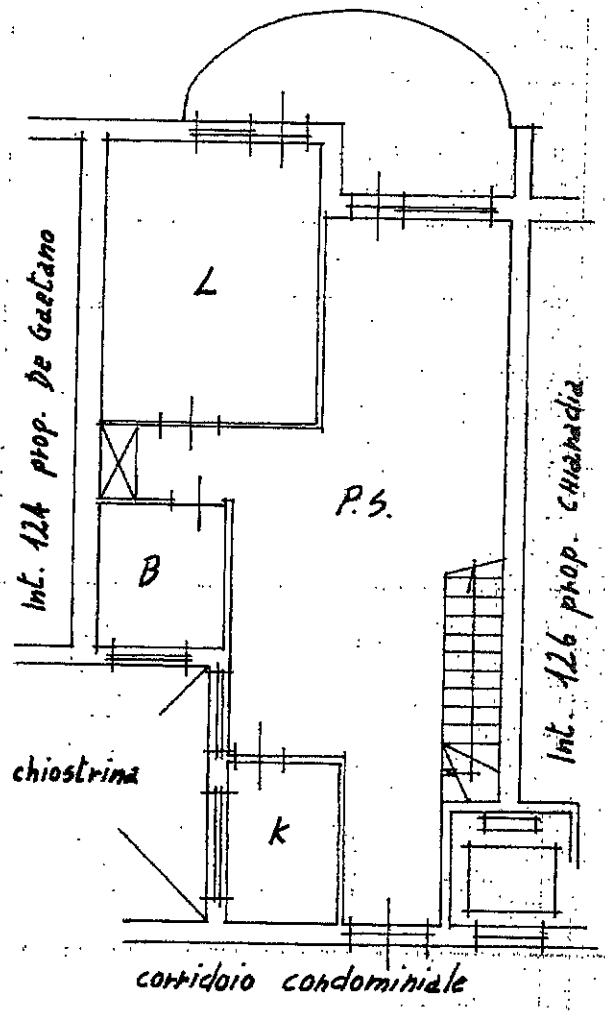 L
Int. 124 prop. De Gaetano
P.S.
Int. 126 prop. Chianadia
B
chiostrina
K
corridoio condominiale